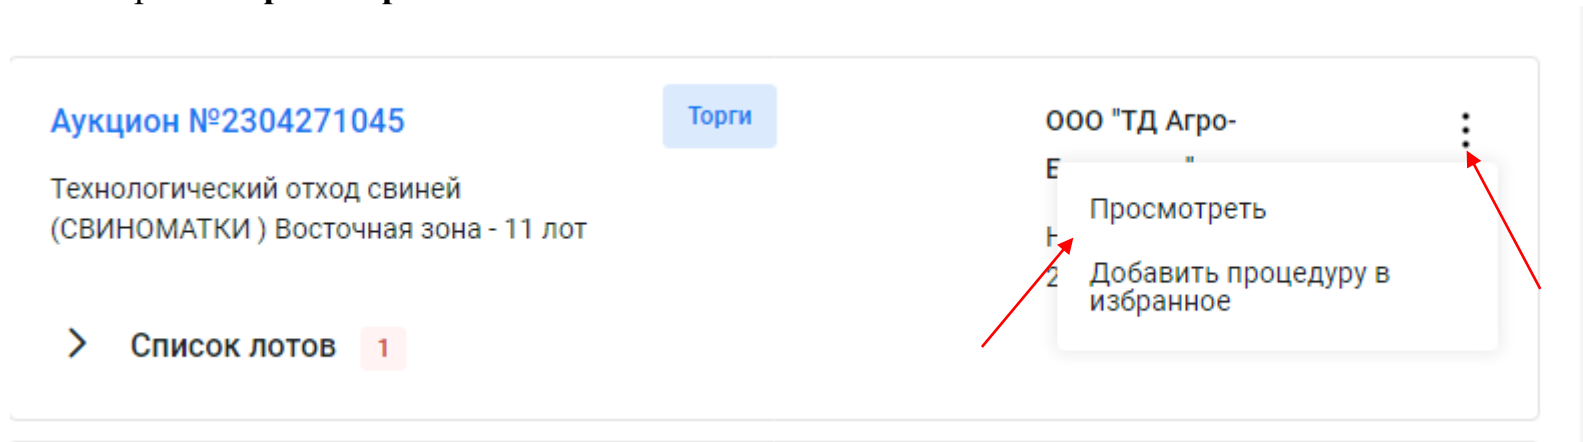 Аукцион №2304271045
Торги
ООО "ТД Агро-
Технологический отход свиней
(СВИНОМАТКИ ) Восточная зона - 11 лот
Просмотреть
Добавить процедуру в
избранное
Список лотов 1